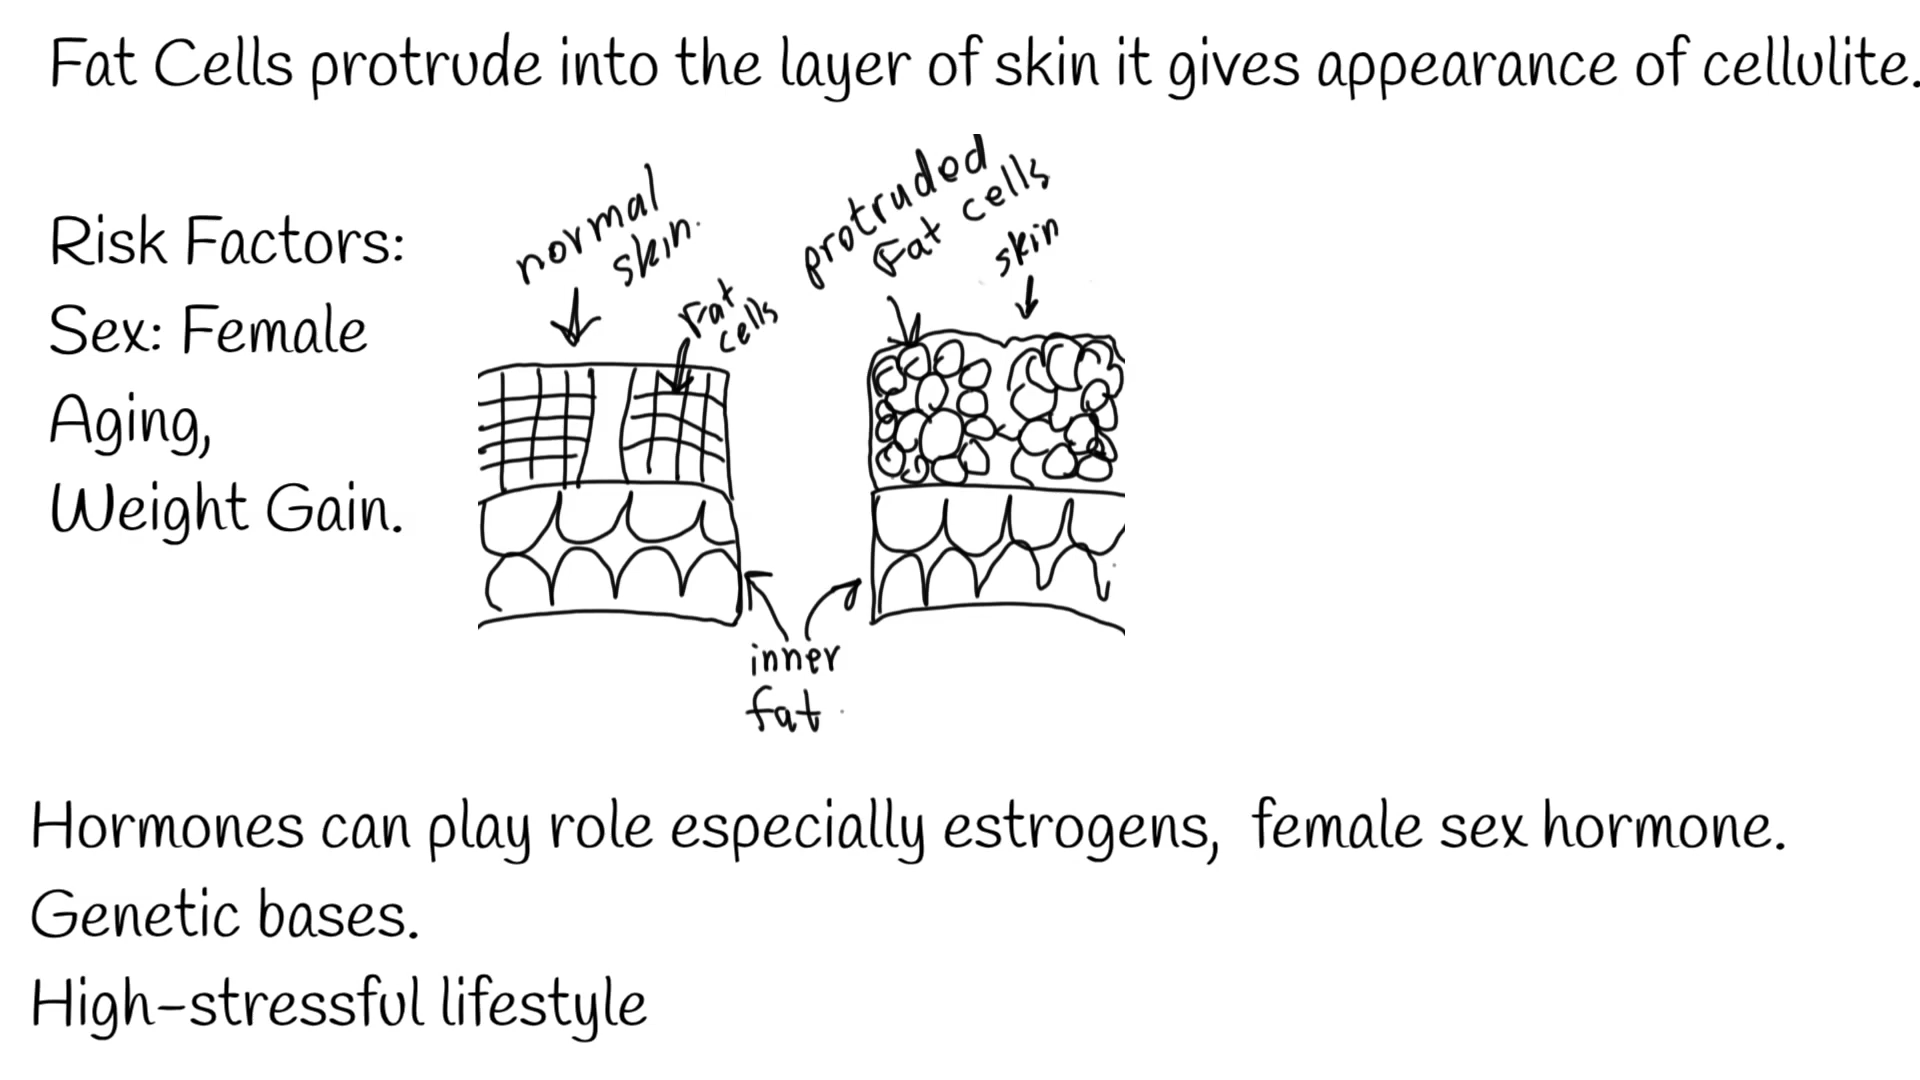 Fat Cells protrude into the layer of skin it gives appearance of cellulite.
Risk Factors:
Sex: Female
Aging,
Weight Gain.
normal
skin.
Fat
cells
protruded
Fat cells
skin
inner
fat
Hormones can play role especially estrogens, female sex hormone.
Genetic bases.
High-stressful lifestyle